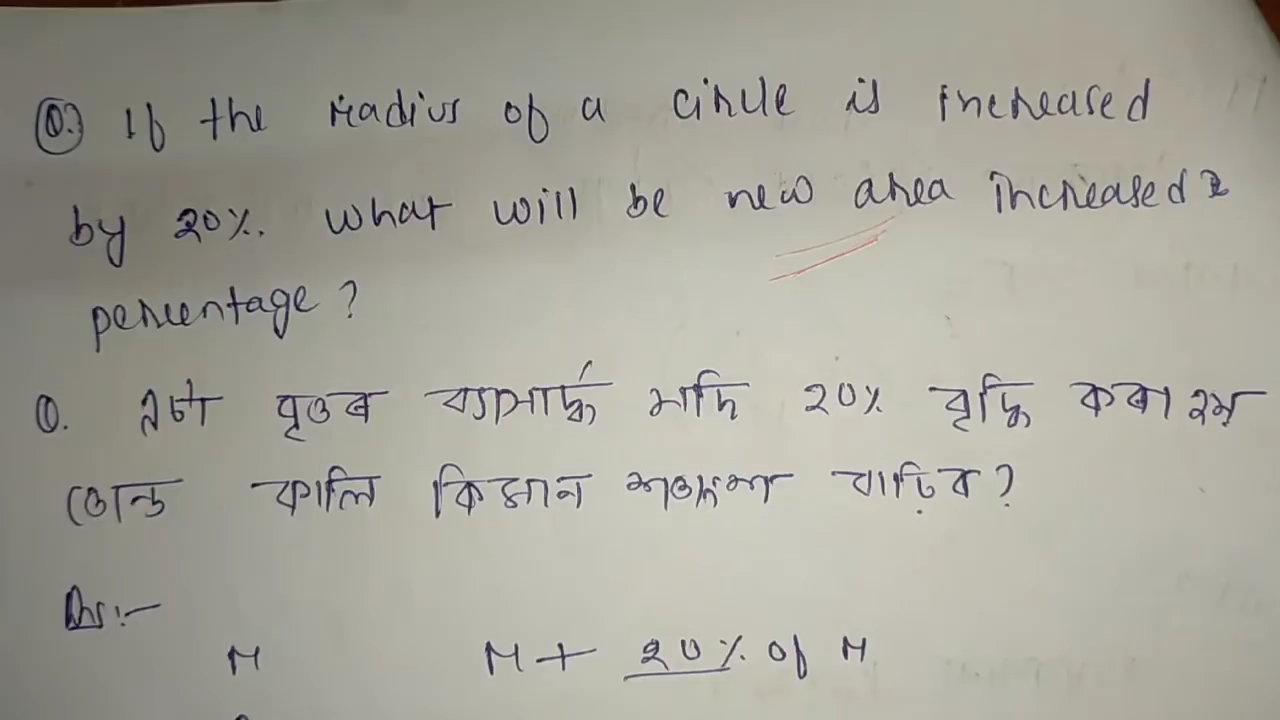 Q.) If the radius of a circle is increased
by 20%. what will be new area increased
percentage?
Q. এটা বৃত্তৰ ব্যাসাৰ্দ্ধ যদি 20% বৃদ্ধি কৰা হয়
তেন্তে কালি কিমান শতাংশ বাঢ়িব?
Ans:-
r r + 20% of r